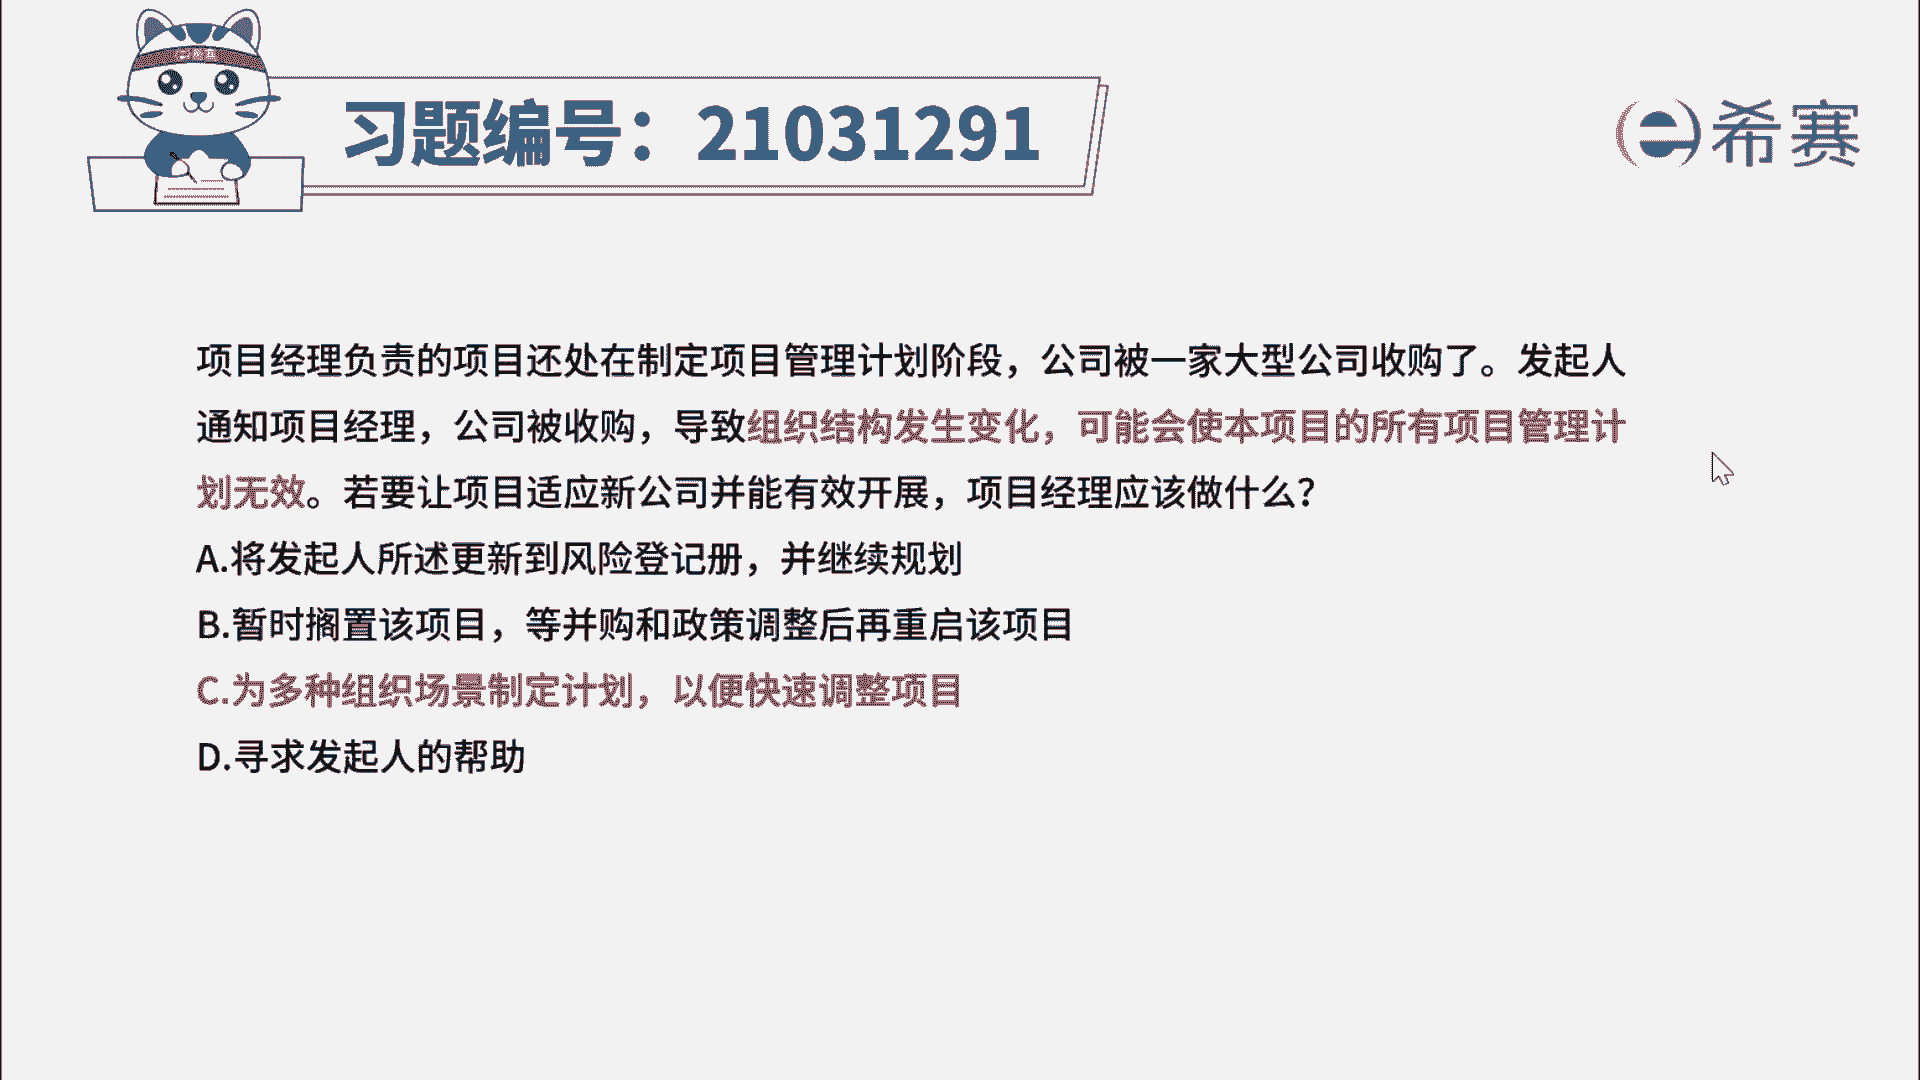 习题编号：21031291
希赛
项目经理负责的项目还处在制定项目管理计划阶段，公司被一家大型公司收购了。发起人
通知项目经理，公司被收购，导致组织结构发生变化，可能会使本项目的所有项目管理计
划无效。若要让项目适应新公司并能有效开展，项目经理应该做什么？
A.将发起人所述更新到风险登记册，并继续规划
B.暂时搁置该项目，等并购和政策调整后再重启该项目
C.为多种组织场景制定计划，以便快速调整项目
D.寻求发起人的帮助